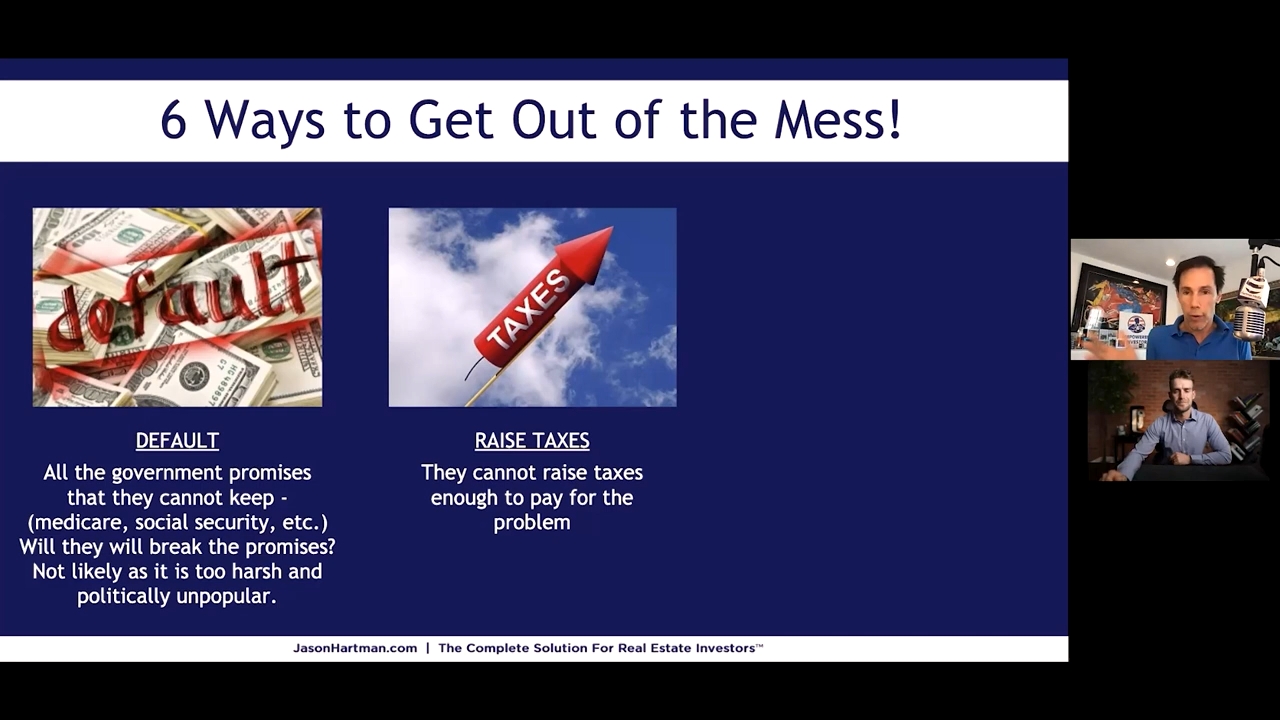 6 Ways to Get Out of the Mess!
default
TAXES
DEFAULT
All the government promises
that they cannot keep -
(medicare, social security, etc.)
Will they will break the promises?
Not likely as it is too harsh and
politically unpopular.
RAISE TAXES
They cannot raise taxes
enough to pay for the
problem
JasonHartman.com | The Complete Solution For Real Estate Investors™